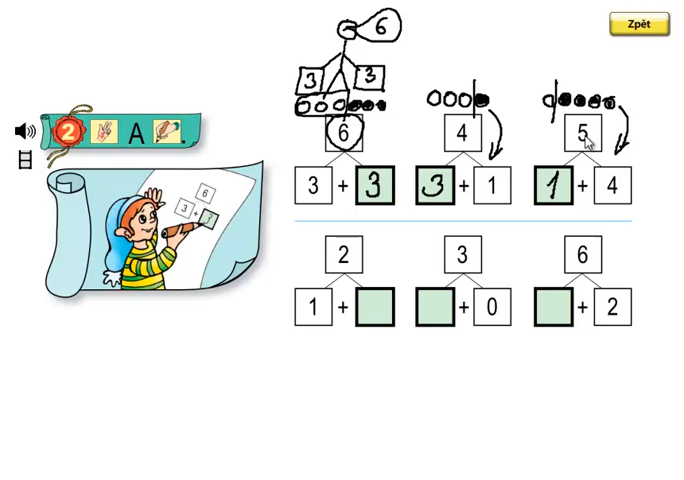 Zpět
6
3 3
2 A .
6 4 5
3 + 3 3 + 1 1 + 4
6
3 + 3
2 3 6
1 + + 0 + 2